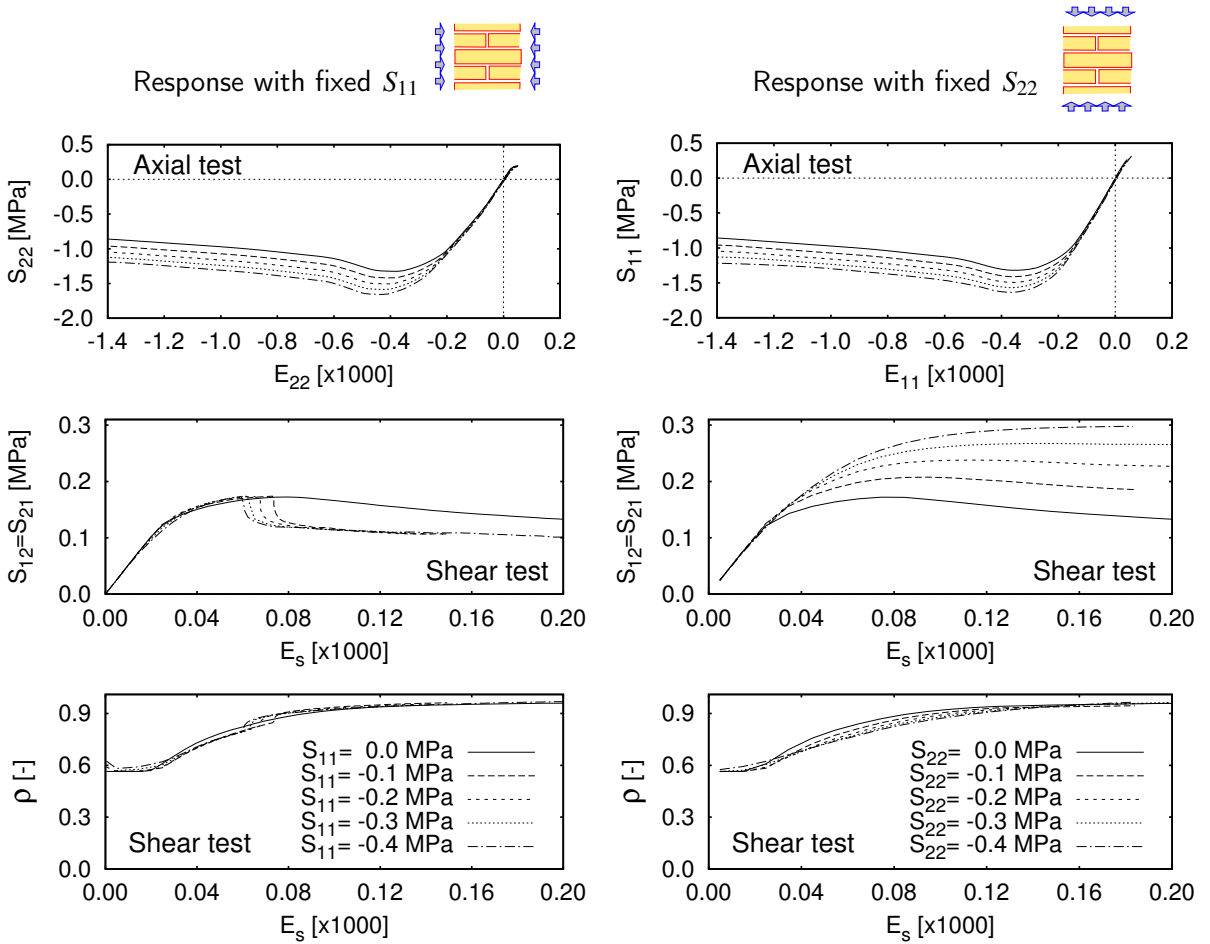 Response with fixed S11
Response with fixed S22
Axial test
S22 [MPa]
0.5
0.0
-0.5
-1.0
-1.5
-2.0
-1.4 -1.2 -1.0 -0.8 -0.6 -0.4 -0.2 0.0 0.2
E22 [x1000]
Axial test
S11 [MPa]
0.5
0.0
-0.5
-1.0
-1.5
-2.0
-1.4 -1.2 -1.0 -0.8 -0.6 -0.4 -0.2 0.0 0.2
E11 [x1000]
S12=S21 [MPa]
0.3
0.2
0.1
0.0
Shear test
0.00 0.04 0.08 0.12 0.16 0.20
Es [x1000]
S12=S21 [MPa]
0.3
0.2
0.1
0.0
Shear test
0.00 0.04 0.08 0.12 0.16 0.20
Es [x1000]
ρ [-]
0.9
0.6
0.3
0.0
S11= 0.0 MPa
S11= -0.1 MPa
S11= -0.2 MPa
S11= -0.3 MPa
S11= -0.4 MPa
Shear test
0.00 0.04 0.08 0.12 0.16 0.20
Es [x1000]
ρ [-]
0.9
0.6
0.3
0.0
S22= 0.0 MPa
S22= -0.1 MPa
S22= -0.2 MPa
S22= -0.3 MPa
S22= -0.4 MPa
Shear test
0.00 0.04 0.08 0.12 0.16 0.20
Es [x1000]